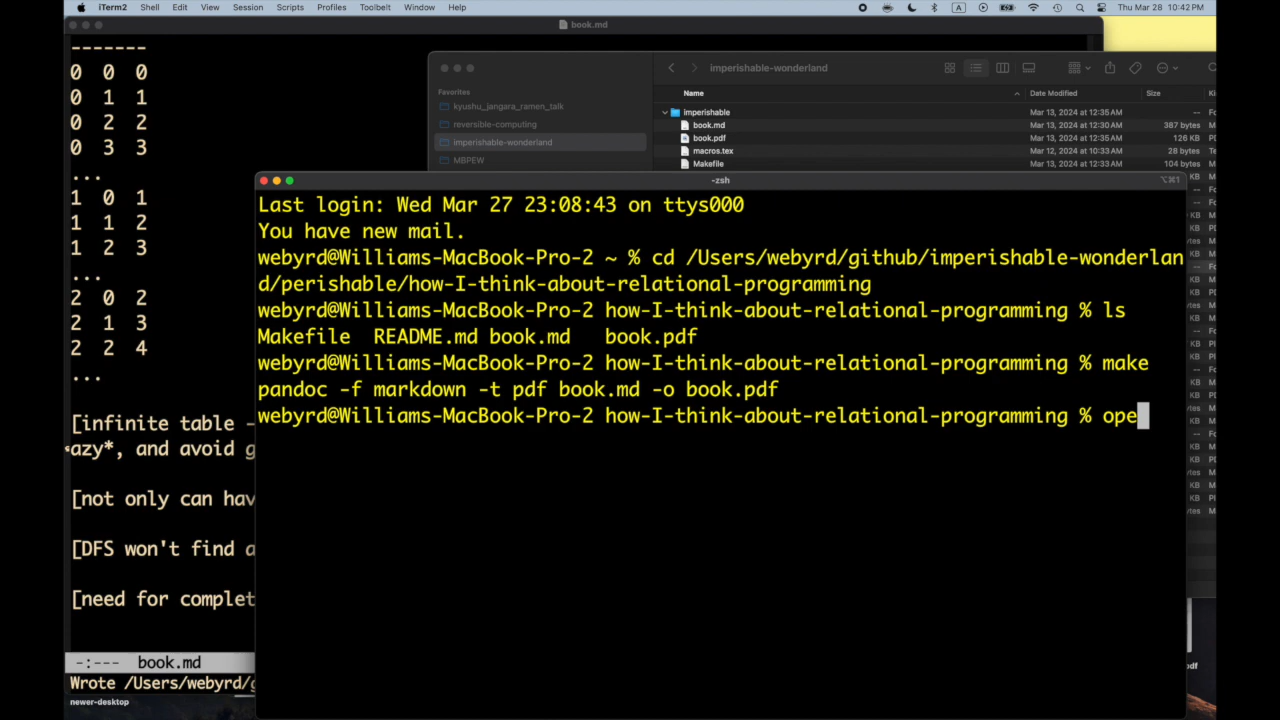 iTerm2 Shell Edit View Session Scripts Profiles Toolbelt Window Help
A
Thu Mar 28 10:42 PM
book.md
-------
0 0 0
0 1 1
0 2 2
0 3 3
...
1 0 1
1 1 2
1 2 3
...
2 0 2
2 1 3
2 2 4
...
[infinite table -
azy*, and avoid g
[not only can hav
[DFS won't find a
[need for complet
-:--- book.md
Wrote /Users/webyrd/g
newer-desktop
imperishable-wonderland
Favorites
kyushu_jangara_ramen_talk
reversible-computing
imperishable-wonderland
MBPEW
Name Date Modified Size
imperishable Mar 13, 2024 at 12:35 AM --
book.md Mar 13, 2024 at 12:30 AM 387 bytes
book.pdf Mar 13, 2024 at 12:35 AM 126 KB
macros.tex Mar 12, 2024 at 10:33 AM 28 bytes
Makefile Mar 13, 2024 at 12:33 AM 104 bytes
-zsh
⌥⌘1
Last login: Wed Mar 27 23:08:43 on ttys000
You have new mail.
webyrd@Williams-MacBook-Pro-2 ~ % cd /Users/webyrd/github/imperishable-wonderlan
d/perishable/how-I-think-about-relational-programming
webyrd@Williams-MacBook-Pro-2 how-I-think-about-relational-programming % ls
Makefile README.md book.md book.pdf
webyrd@Williams-MacBook-Pro-2 how-I-think-about-relational-programming % make
pandoc -f markdown -t pdf book.md -o book.pdf
webyrd@Williams-MacBook-Pro-2 how-I-think-about-relational-programming % ope